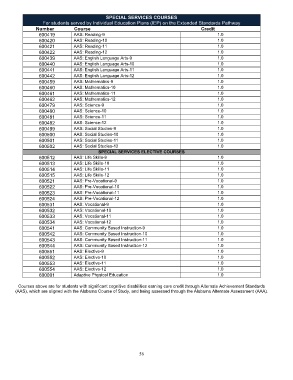 SPECIAL SERVICES COURSES
For students served by Individual Education Plans (IEP) on the Extended Standards Pathway
Number Course Credit
600419 AAS: Reading-9 1.0
600420 AAS: Reading-10 1.0
600421 AAS: Reading-11 1.0
600422 AAS: Reading-12 1.0
600439 AAS: English Language Arts-9 1.0
600440 AAS: English Language Arts-10 1.0
600441 AAS: English Language Arts-11 1.0
600442 AAS: English Language Arts-12 1.0
600459 AAS: Mathematics-9 1.0
600460 AAS: Mathematics-10 1.0
600461 AAS: Mathematics-11 1.0
600462 AAS: Mathematics-12 1.0
600479 AAS: Science-9 1.0
600480 AAS: Science-10 1.0
600481 AAS: Science-11 1.0
600482 AAS: Science-12 1.0
600499 AAS: Social Studies-9 1.0
600500 AAS: Social Studies-10 1.0
600501 AAS: Social Studies-11 1.0
600502 AAS: Social Studies-12 1.0
SPECIAL SERVICES ELECTIVE COURSES
600512 AAS: Life Skills-9 1.0
600513 AAS: Life Skills-10 1.0
600514 AAS: Life Skills-11 1.0
600515 AAS: Life Skills-12 1.0
600521 AAS: Pre-Vocational-9 1.0
600522 AAS: Pre-Vocational-10 1.0
600523 AAS: Pre-Vocational-11 1.0
600524 AAS: Pre-Vocational-12 1.0
600531 AAS: Vocational-9 1.0
600532 AAS: Vocational-10 1.0
600533 AAS: Vocational-11 1.0
600534 AAS: Vocational-12 1.0
600541 AAS: Community Based Instruction-9 1.0
600542 AAS: Community Based Instruction-10 1.0
600543 AAS: Community Based Instruction-11 1.0
600544 AAS: Community Based Instruction-12 1.0
600551 AAS: Elective-9 1.0
600552 AAS: Elective-10 1.0
600553 AAS: Elective-11 1.0
600554 AAS: Elective-12 1.0
Adaptive Physical Education 1.0
Courses above are for students with significant cognitive disabilities earning core credit through Alternate Achievement Standards
(AAS), which are aligned with the Alabama Course of Study, and being assessed through the Alabama Alternate Assessment (AAA).